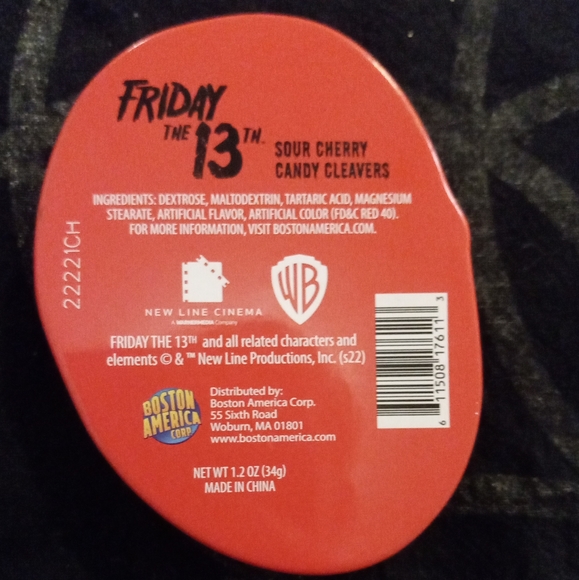 FRIDAY
THE 13TH™
SOUR CHERRY
CANDY CLEAVERS
INGREDIENTS: DEXTROSE, MALTODEXTRIN, TARTARIC ACID, MAGNESIUM
STEARATE, ARTIFICIAL FLAVOR, ARTIFICIAL COLOR (FD&C RED 40).
FOR MORE INFORMATION, VISIT BOSTONAMERICA.COM.
22221CH
NEW LINE CINEMA
A WARNERMEDIA Company
WB
FRIDAY THE 13TH and all related characters and
elements © & ™ New Line Productions, Inc. (s22)
BOSTON
AMERICA
CORP.
Distributed by:
Boston America Corp.
55 Sixth Road
Woburn, MA 01801
www.bostonamerica.com
6 11508 17611 3
NET WT 1.2 OZ (34g)
MADE IN CHINA